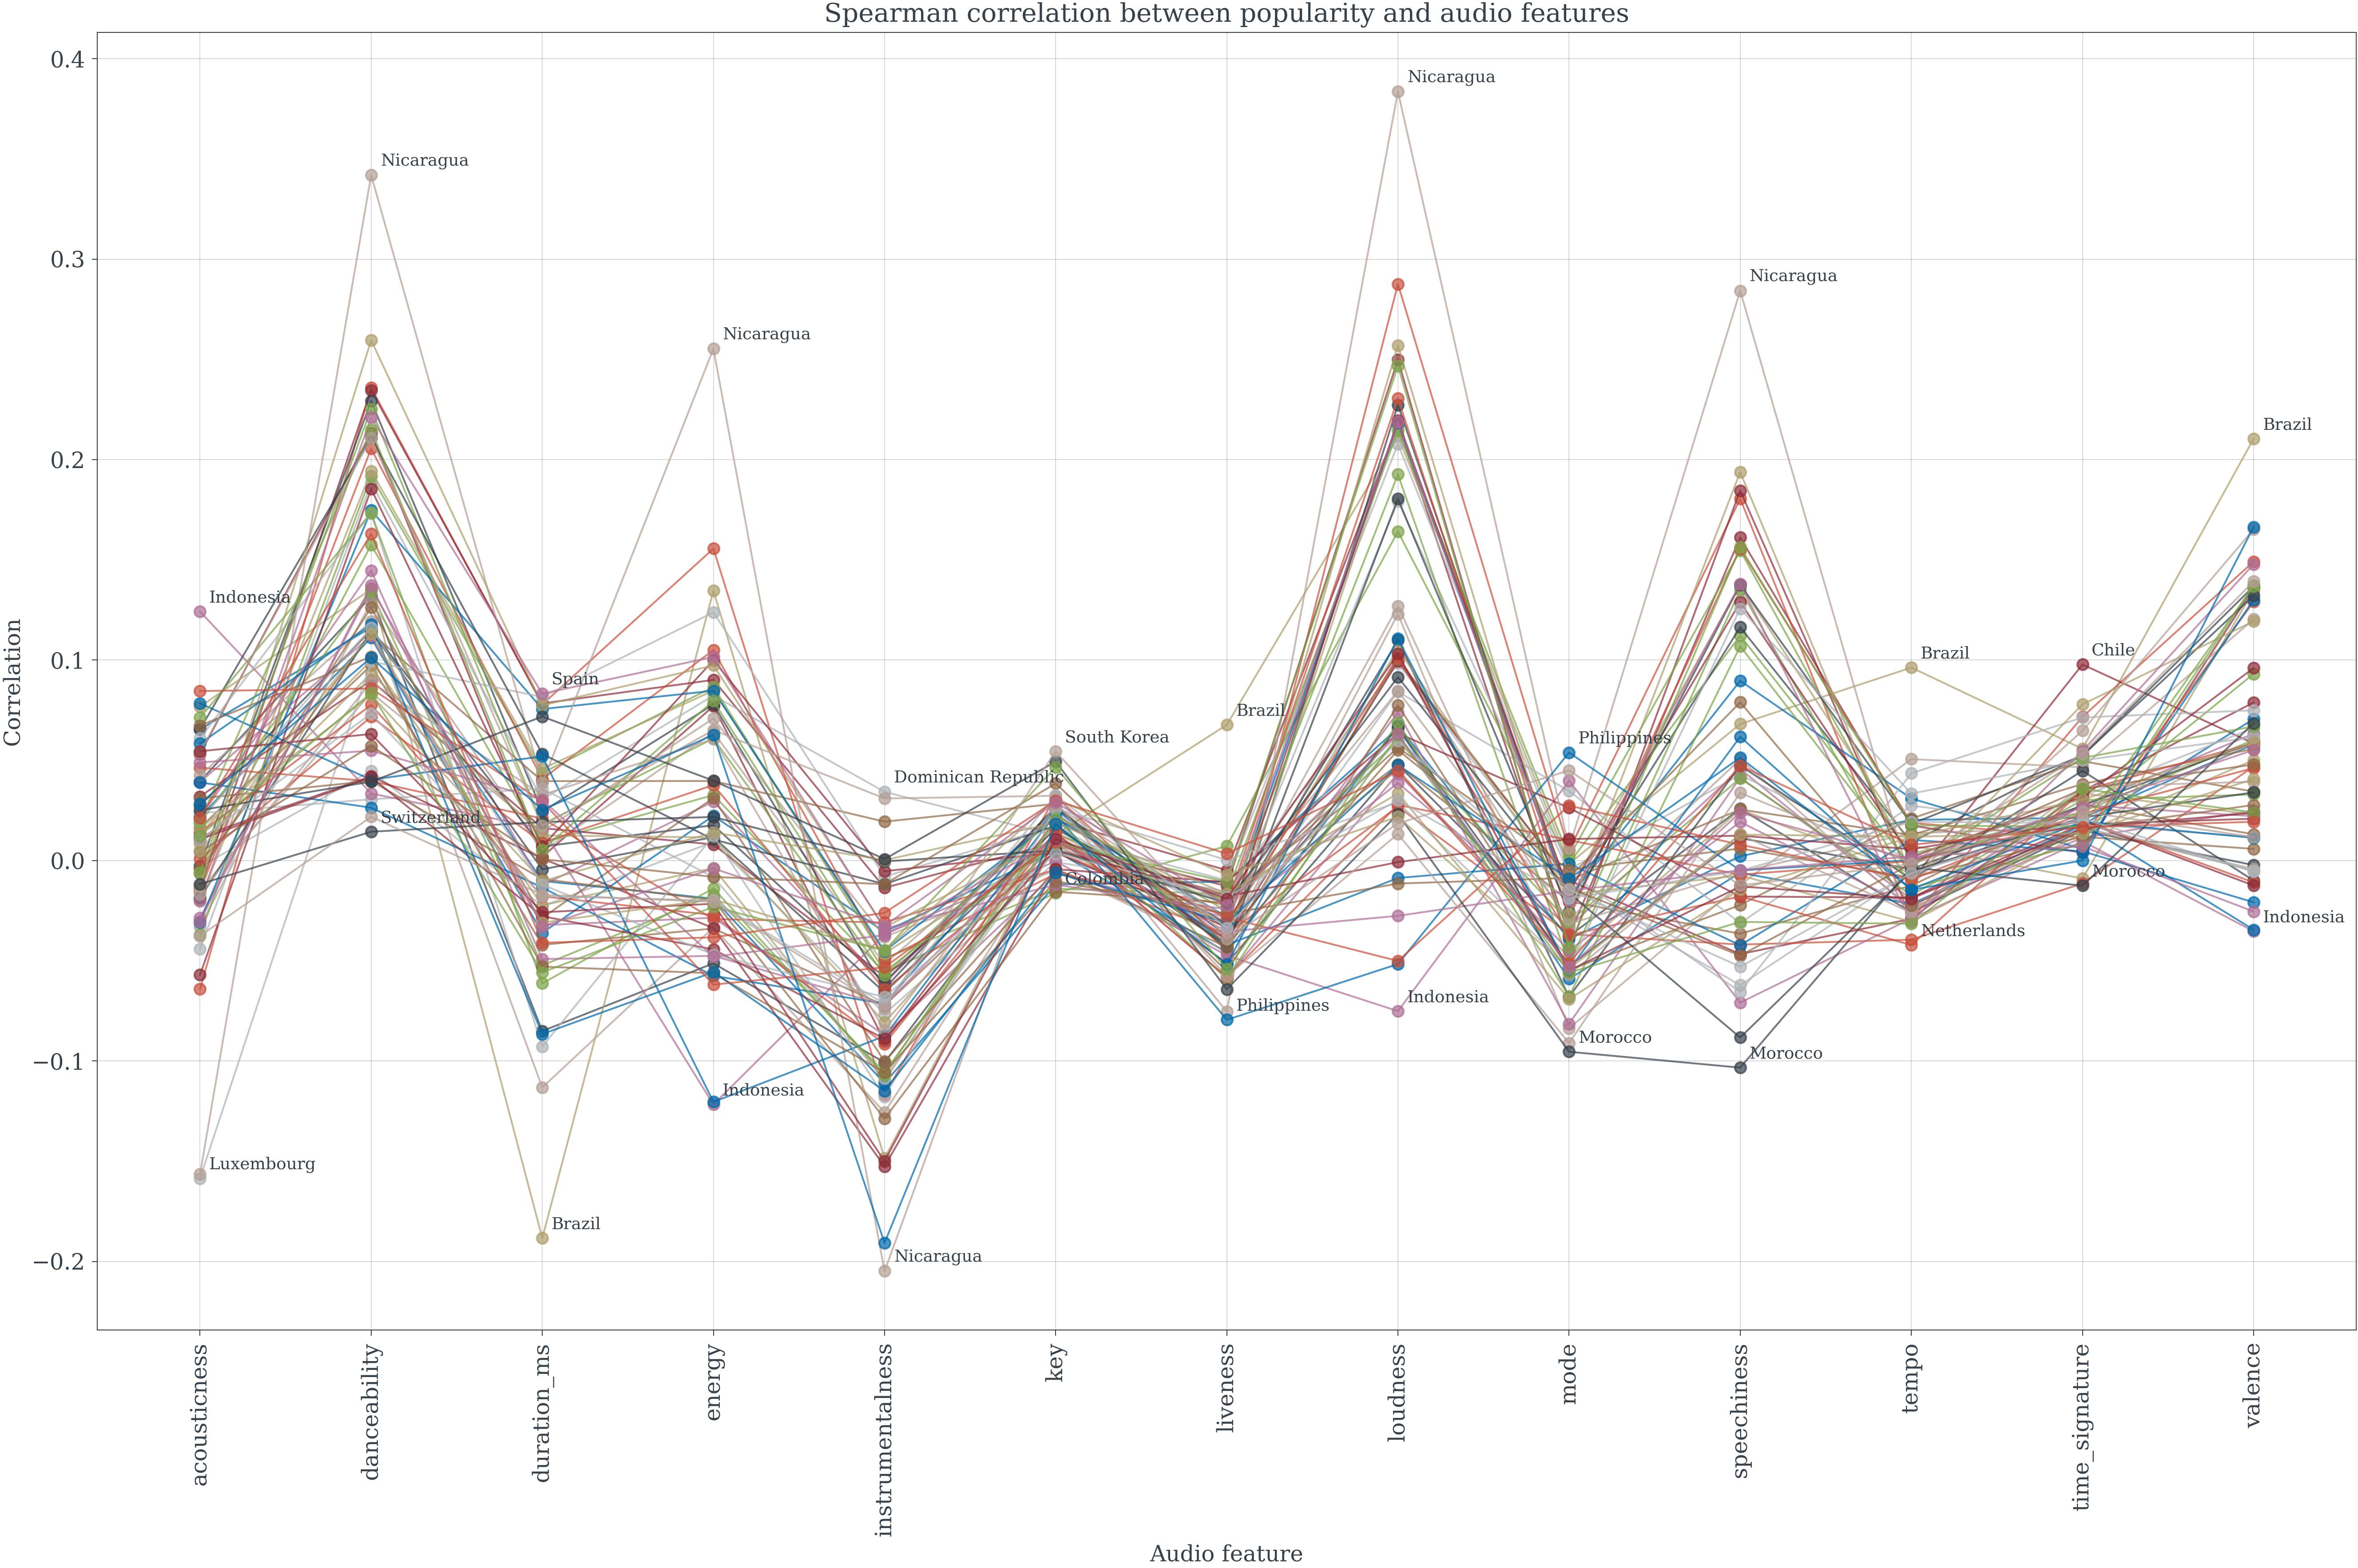 Spearman correlation between popularity and audio features
0.4
Nicaragua
Nicaragua
0.3
Nicaragua
Nicaragua
0.2
Brazil
Indonesia
0.1
Spain
Brazil
Chile
Brazil
Philippines
South Korea
Dominican Republic
Switzerland
0.0
Colombia
Morocco
Netherlands
Indonesia
Philippines
Indonesia
Morocco
Morocco
−0.1
Indonesia
Luxembourg
Brazil
−0.2
Nicaragua
Correlation
acousticness
danceability
duration_ms
energy
instrumentalness
key
liveness
loudness
mode
speechiness
tempo
time_signature
valence
Audio feature